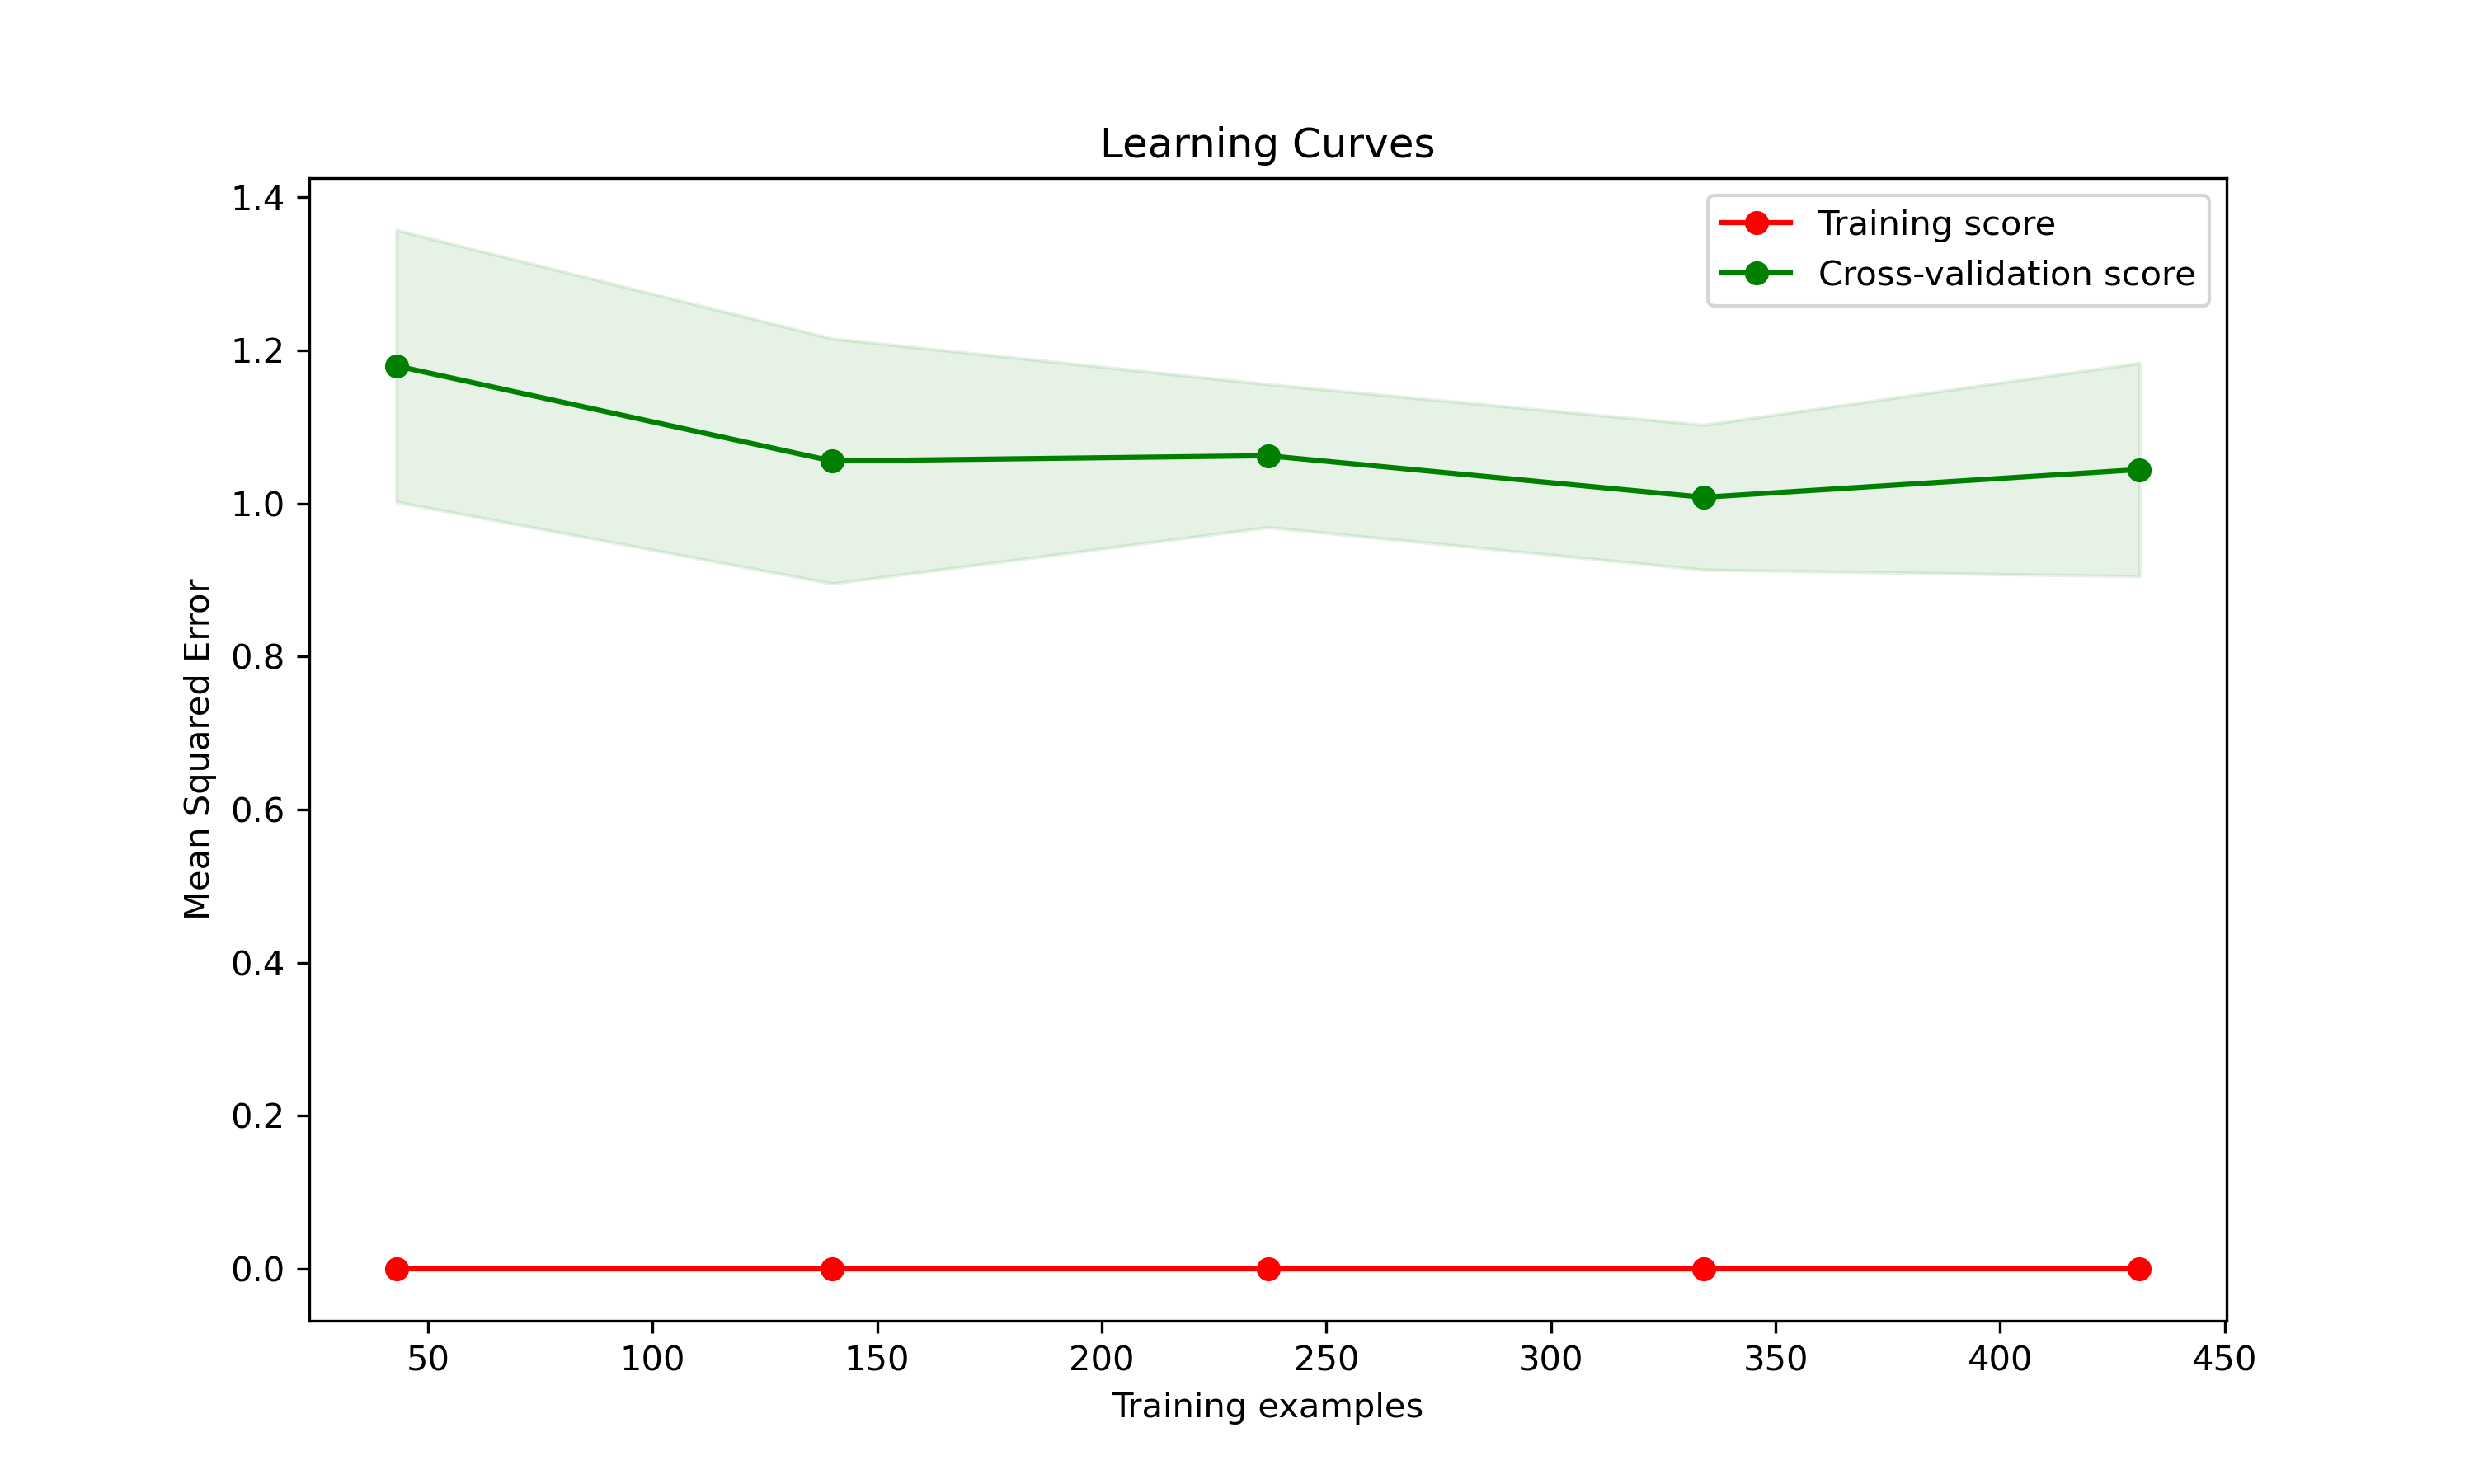 Learning Curves
Training score
Cross-validation score
Mean Squared Error
1.4
1.2
1.0
0.8
0.6
0.4
0.2
0.0
50 100 150 200 250 300 350 400 450
Training examples